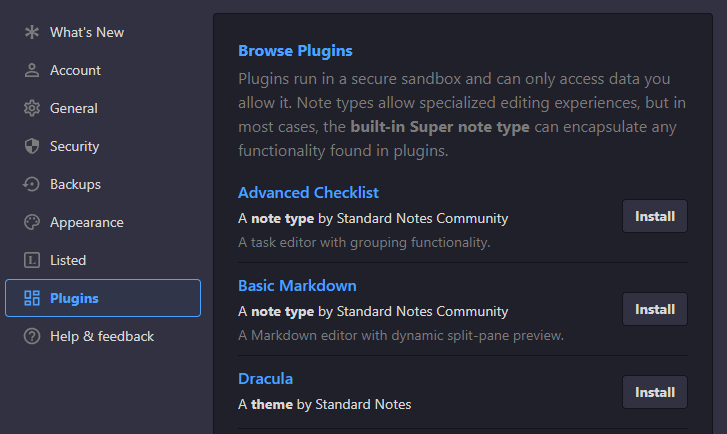 What's New
Account
General
Security
Backups
Appearance
Listed
Plugins
Help & feedback
Browse Plugins
Plugins run in a secure sandbox and can only access data you
allow it. Note types allow specialized editing experiences, but in
most cases, the built-in Super note type can encapsulate any
functionality found in plugins.
Advanced Checklist
A note type by Standard Notes Community
A task editor with grouping functionality.
Install
Basic Markdown
A note type by Standard Notes Community
A Markdown editor with dynamic split-pane preview.
Install
Dracula
A theme by Standard Notes
Install